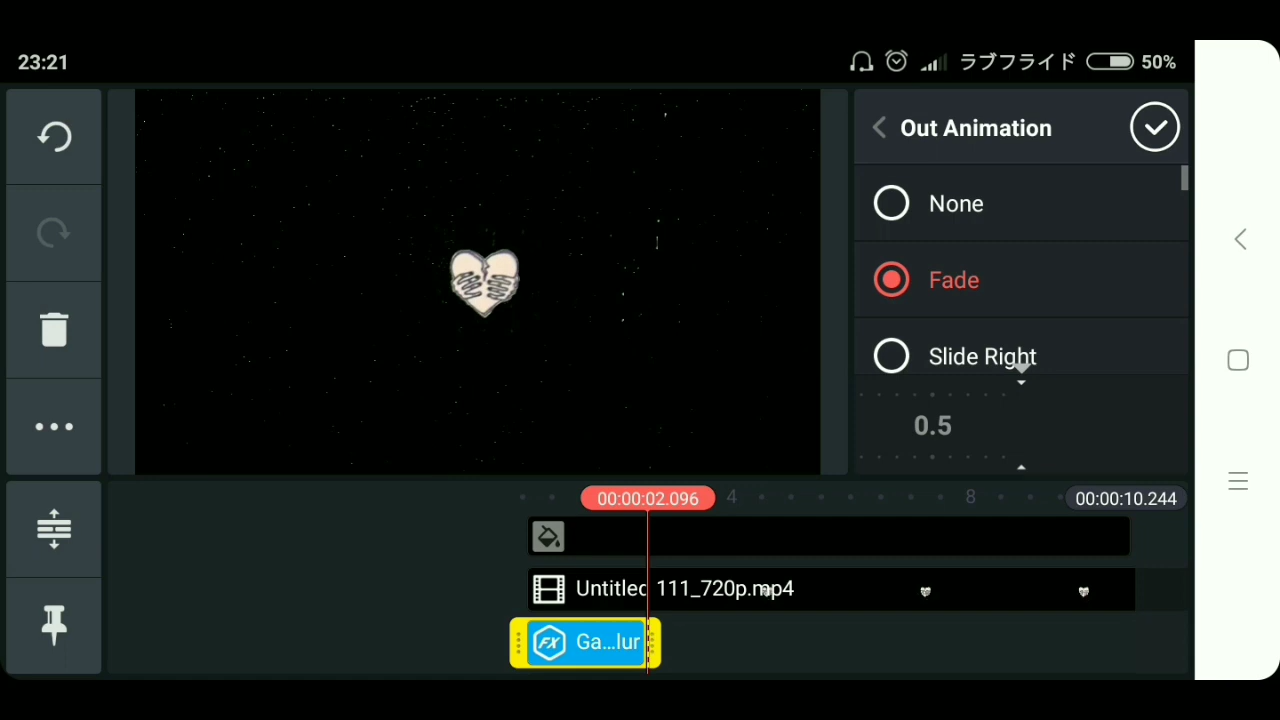 23:21
ラブフライド 50%
Out Animation
None
Fade
Slide Right
0.5
00:00:02.096 4 8 00:00:10.244
Untitled 111_720p.mp4
FX Ga...lur